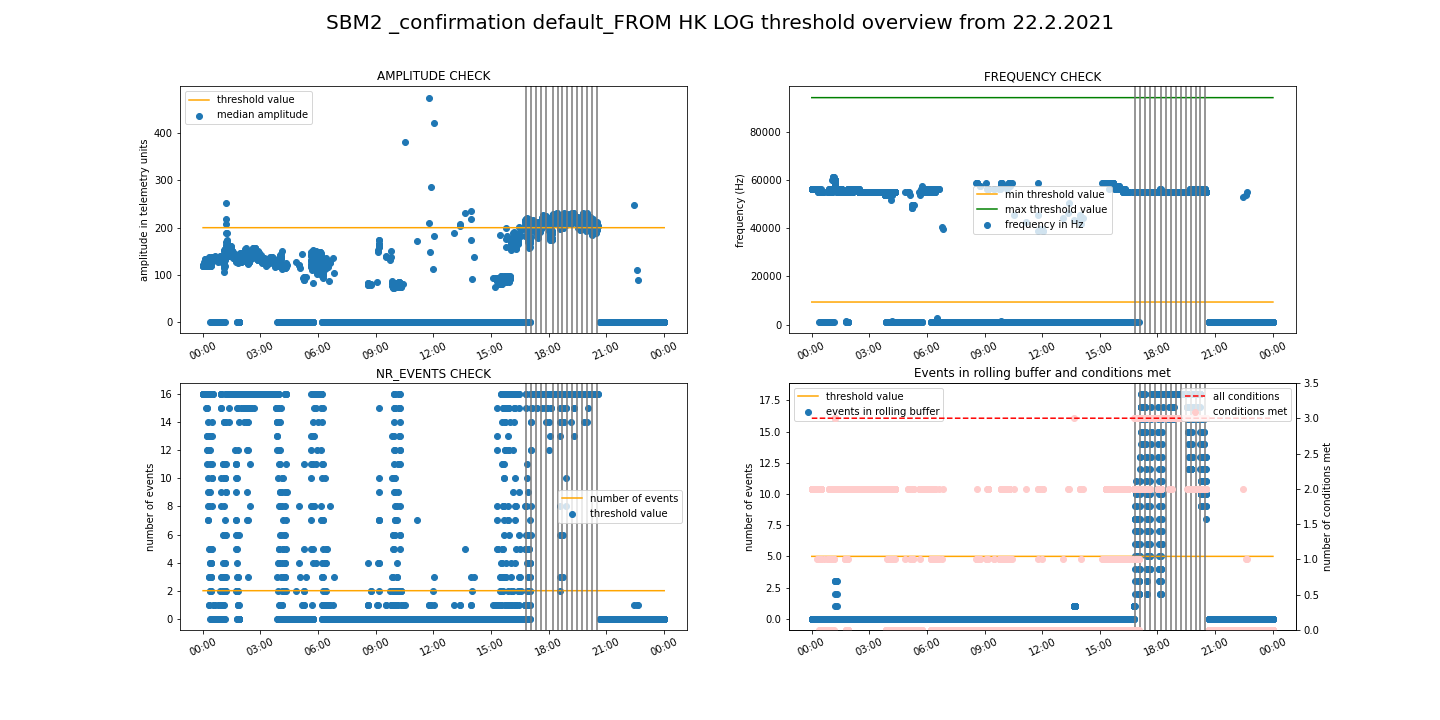 SBM2 _confirmation default_FROM HK LOG threshold overview from 22.2.2021
AMPLITUDE CHECK
threshold value
median amplitude
amplitude in telemetry units
400
300
200
100
0
00:00 03:00 06:00 09:00 12:00 15:00 18:00 21:00 00:00
FREQUENCY CHECK
min threshold value
max threshold value
frequency in Hz
frequency (Hz)
80000
60000
40000
20000
0
00:00 03:00 06:00 09:00 12:00 15:00 18:00 21:00 00:00
NR_EVENTS CHECK
number of events
threshold value
number of events
16
14
12
10
8
6
4
2
0
00:00 03:00 06:00 09:00 12:00 15:00 18:00 21:00 00:00
Events in rolling buffer and conditions met
threshold value
events in rolling buffer
all conditions
conditions met
number of events
17.5
15.0
12.5
10.0
7.5
5.0
2.5
0.0
number of conditions met
3.5
3.0
2.5
2.0
1.5
1.0
0.5
0.0
00:00 03:00 06:00 09:00 12:00 15:00 18:00 21:00 00:00